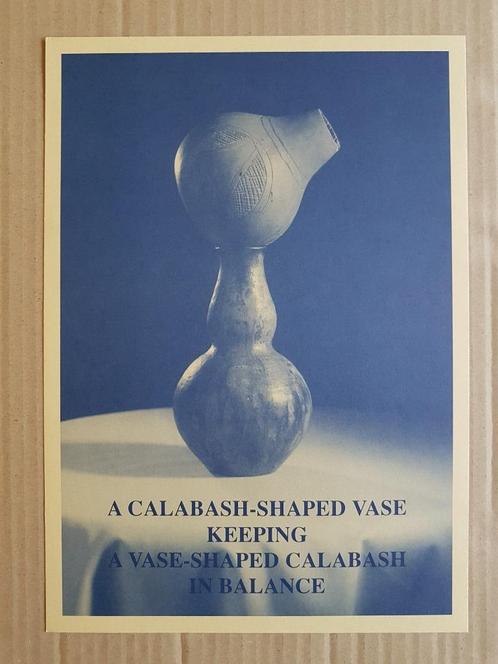 A CALABASH-SHAPED VASE
KEEPING
A VASE-SHAPED CALABASH
IN BALANCE